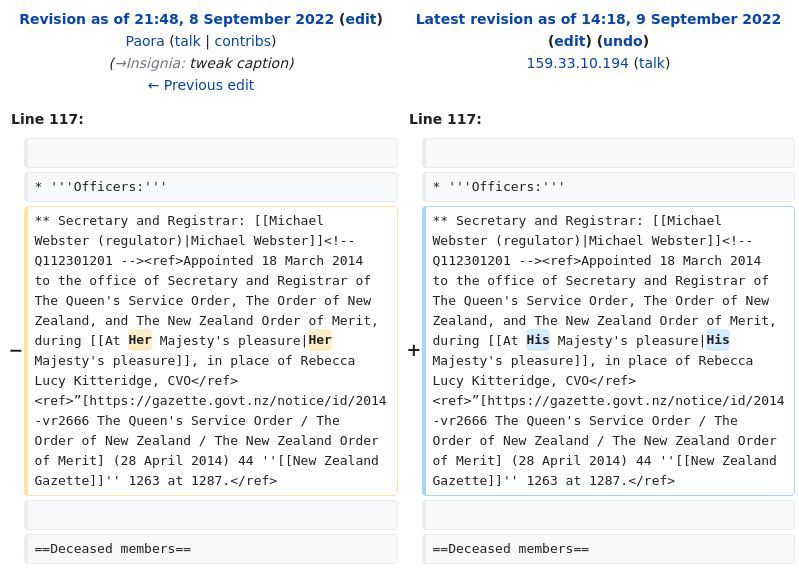 Revision as of 21:48, 8 September 2022 (edit)
Paora (talk | contribs)
(→Insignia: tweak caption)
← Previous edit
Line 117:
* '''Officers:'''
− ** Secretary and Registrar: [[Michael
Webster (regulator)|Michael Webster]]<!--
Q112301201 --><ref>Appointed 18 March 2014
to the office of Secretary and Registrar of
The Queen's Service Order, The Order of New
Zealand, and The New Zealand Order of Merit,
during [[At Her Majesty's pleasure|Her
Majesty's pleasure]], in place of Rebecca
Lucy Kitteridge, CVO</ref>
<ref>”[https://gazette.govt.nz/notice/id/2014
-vr2666 The Queen's Service Order / The
Order of New Zealand / The New Zealand Order
of Merit] (28 April 2014) 44 ''[[New Zealand
Gazette]]'' 1263 at 1287.</ref>
==Deceased members==
Latest revision as of 14:18, 9 September 2022
(edit) (undo)
159.33.10.194 (talk)
Line 117:
* '''Officers:'''
+ ** Secretary and Registrar: [[Michael
Webster (regulator)|Michael Webster]]<!--
Q112301201 --><ref>Appointed 18 March 2014
to the office of Secretary and Registrar of
The Queen's Service Order, The Order of New
Zealand, and The New Zealand Order of Merit,
during [[At His Majesty's pleasure|His
Majesty's pleasure]], in place of Rebecca
Lucy Kitteridge, CVO</ref>
<ref>”[https://gazette.govt.nz/notice/id/2014
-vr2666 The Queen's Service Order / The
Order of New Zealand / The New Zealand Order
of Merit] (28 April 2014) 44 ''[[New Zealand
Gazette]]'' 1263 at 1287.</ref>
==Deceased members==